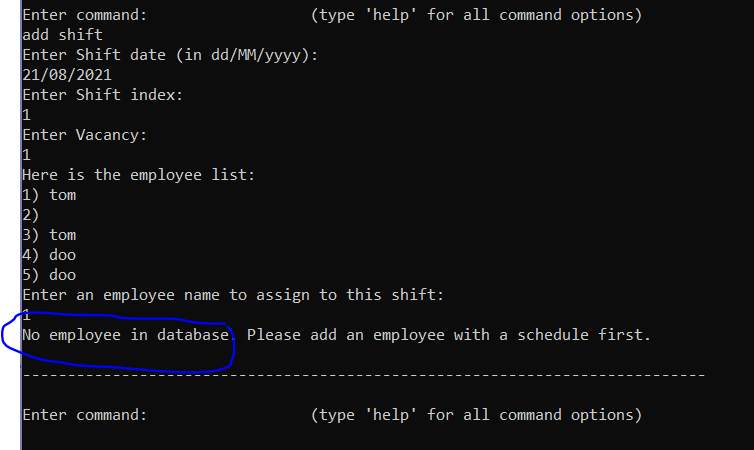 Enter command: (type 'help' for all command options)
add shift
Enter Shift date (in dd/MM/yyyy):
21/08/2021
Enter Shift index:
1
Enter Vacancy:
1
Here is the employee list:
1) tom
2)
3) tom
4) doo
5) doo
Enter an employee name to assign to this shift:
1
No employee in database. Please add an employee with a schedule first.
----------------------------------------------------------------------------
Enter command: (type 'help' for all command options)